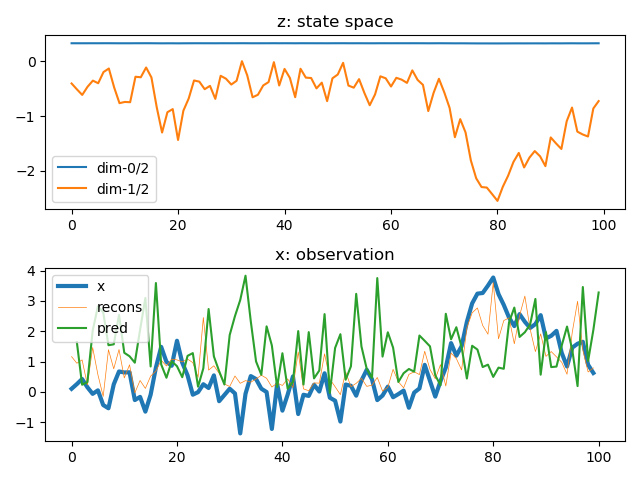 z: state space
0
−1
−2
dim-0/2
dim-1/2
0 20 40 60 80 100
x: observation
4
3
2
1
0
−1
x
recons
pred
0 20 40 60 80 100